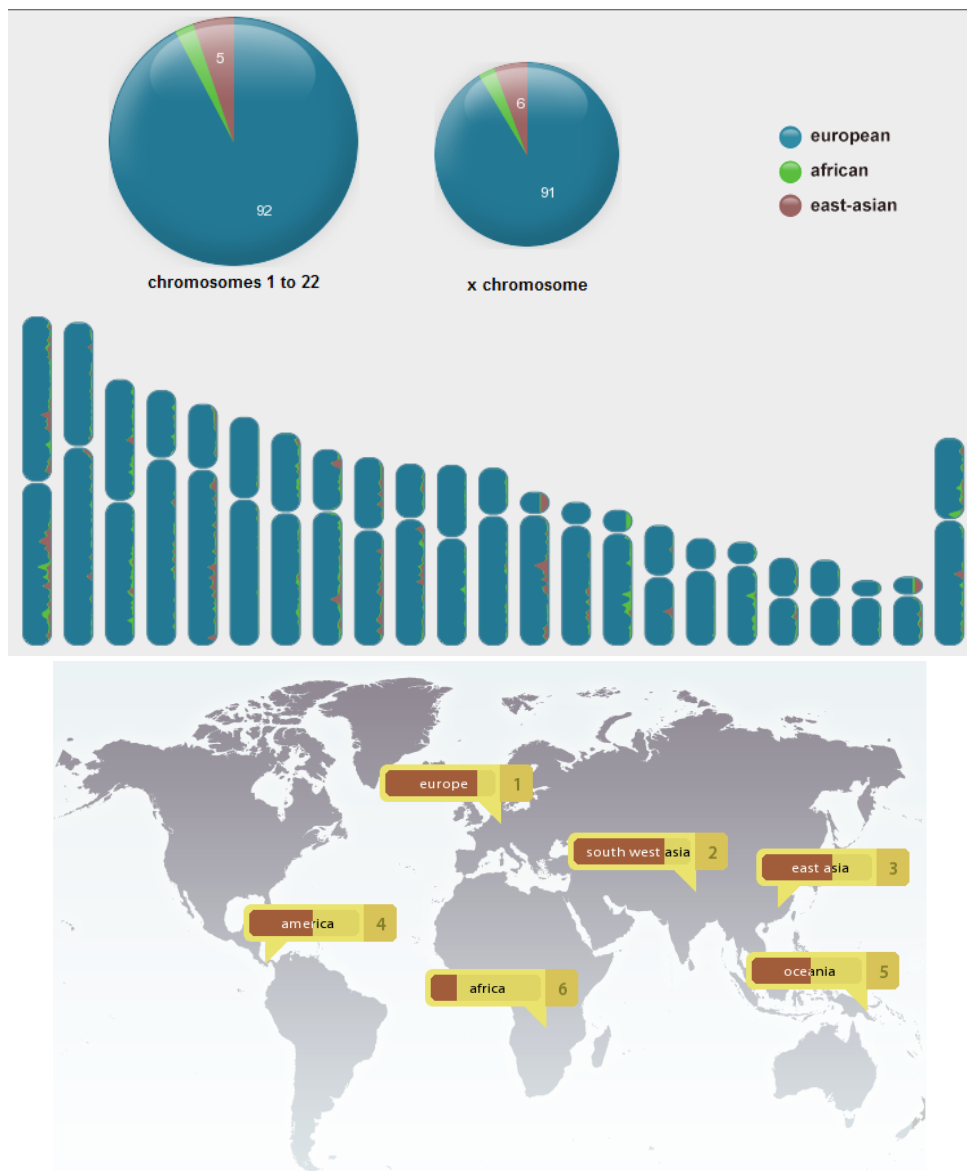 5
92
chromosomes 1 to 22
6
91
x chromosome
european
african
east-asian
europe 1
south west asia 2
east asia 3
america 4
oceania 5
africa 6